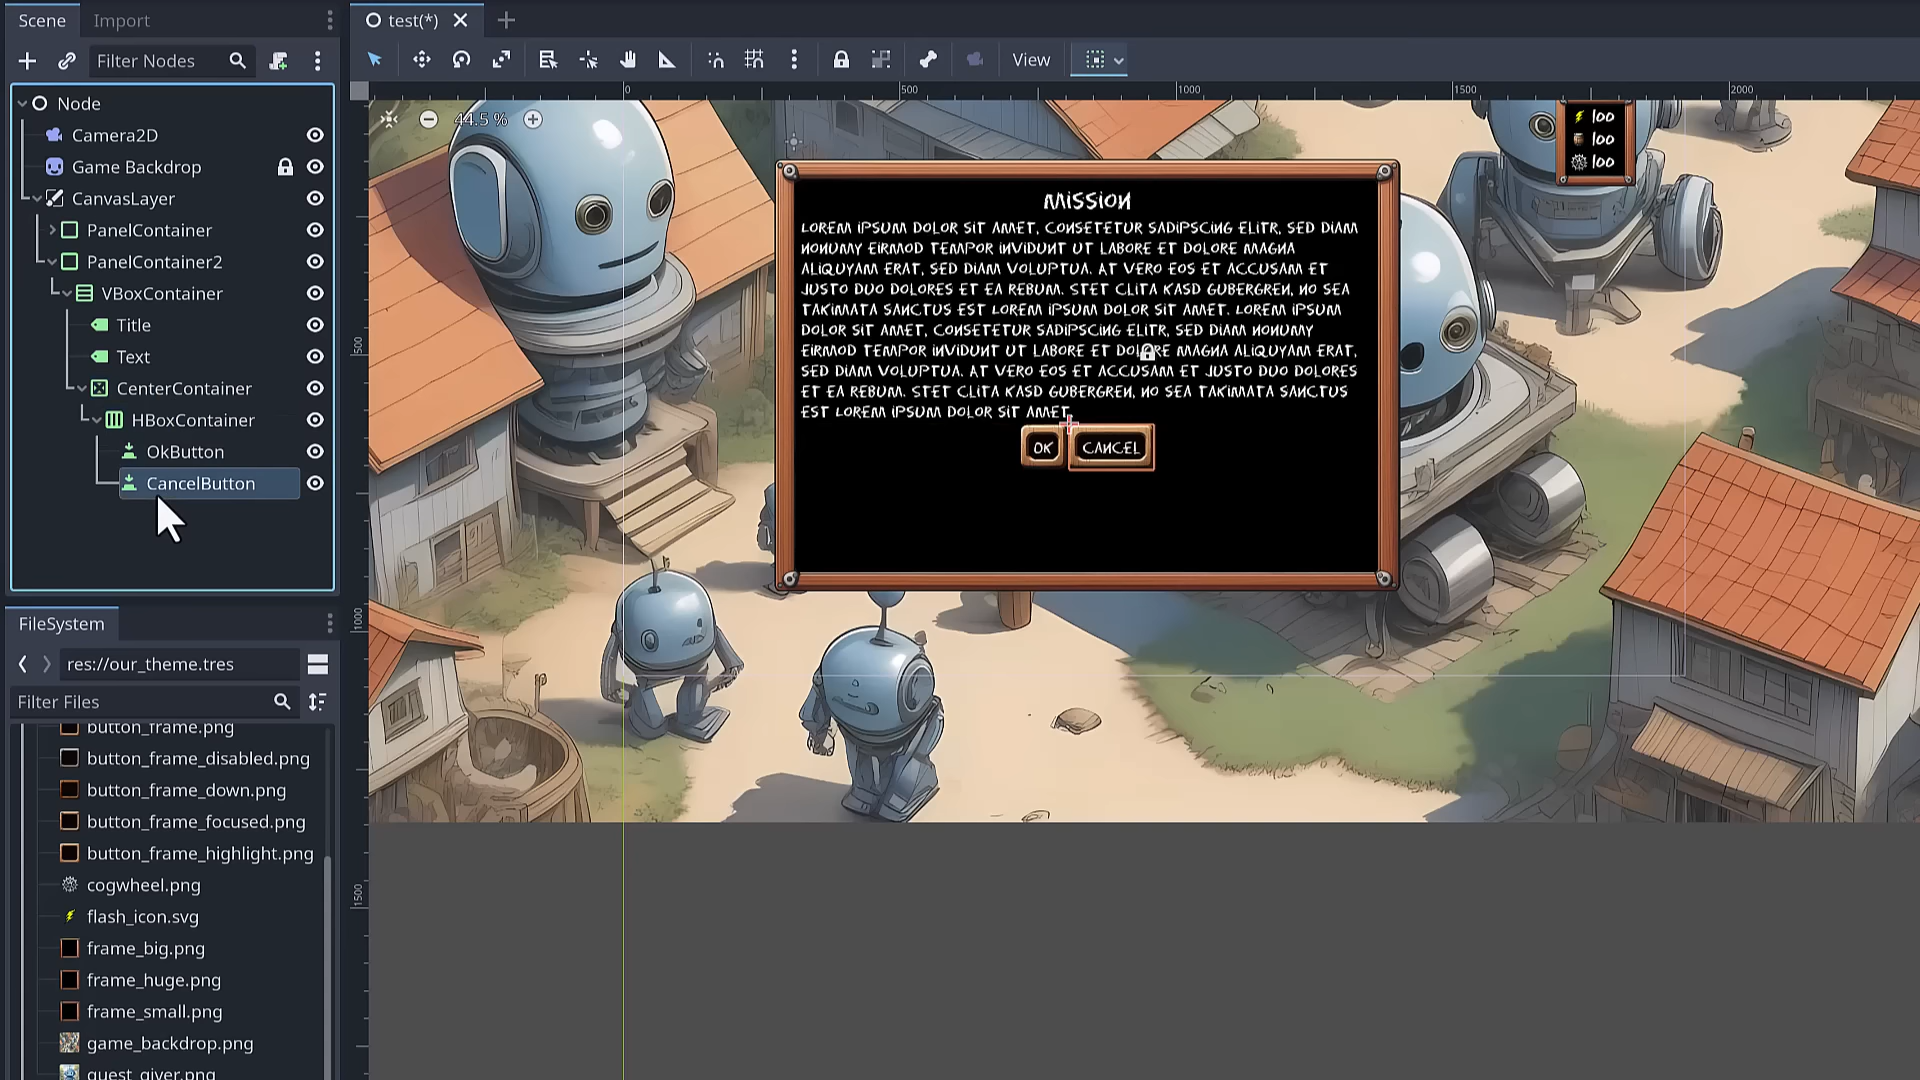 Scene
Import
test(*)
Filter Nodes
View
Node
Camera2D
Game Backdrop
CanvasLayer
PanelContainer
PanelContainer2
VBoxContainer
Title
Text
CenterContainer
HBoxContainer
OkButton
CancelButton
FileSystem
res://our_theme.tres
Filter Files
button_frame.png
button_frame_disabled.png
button_frame_down.png
button_frame_focused.png
button_frame_highlight.png
cogwheel.png
flash_icon.svg
frame_big.png
frame_huge.png
frame_small.png
game_backdrop.png
quest_giver.png
0
500
1000
1500
2000
500
1000
1500
44.5 %
100
100
100
MISSION
LOREM IPSUM DOLOR SIT AMET, CONSETETUR SADIPSCING ELITR, SED DIAM
NONUMY EIRMOD TEMPOR INVIDUNT UT LABORE ET DOLORE MAGNA
ALIQUYAM ERAT, SED DIAM VOLUPTUA. AT VERO EOS ET ACCUSAM ET
JUSTO DUO DOLORES ET EA REBUM. STET CLITA KASD GUBERGREN, NO SEA
TAKIMATA SANCTUS EST LOREM IPSUM DOLOR SIT AMET. LOREM IPSUM
DOLOR SIT AMET, CONSETETUR SADIPSCING ELITR, SED DIAM NONUMY
EIRMOD TEMPOR INVIDUNT UT LABORE ET DOLORE MAGNA ALIQUYAM ERAT,
SED DIAM VOLUPTUA. AT VERO EOS ET ACCUSAM ET JUSTO DUO DOLORES
ET EA REBUM. STET CLITA KASD GUBERGREN, NO SEA TAKIMATA SANCTUS
EST LOREM IPSUM DOLOR SIT AMET.
OK
CANCEL